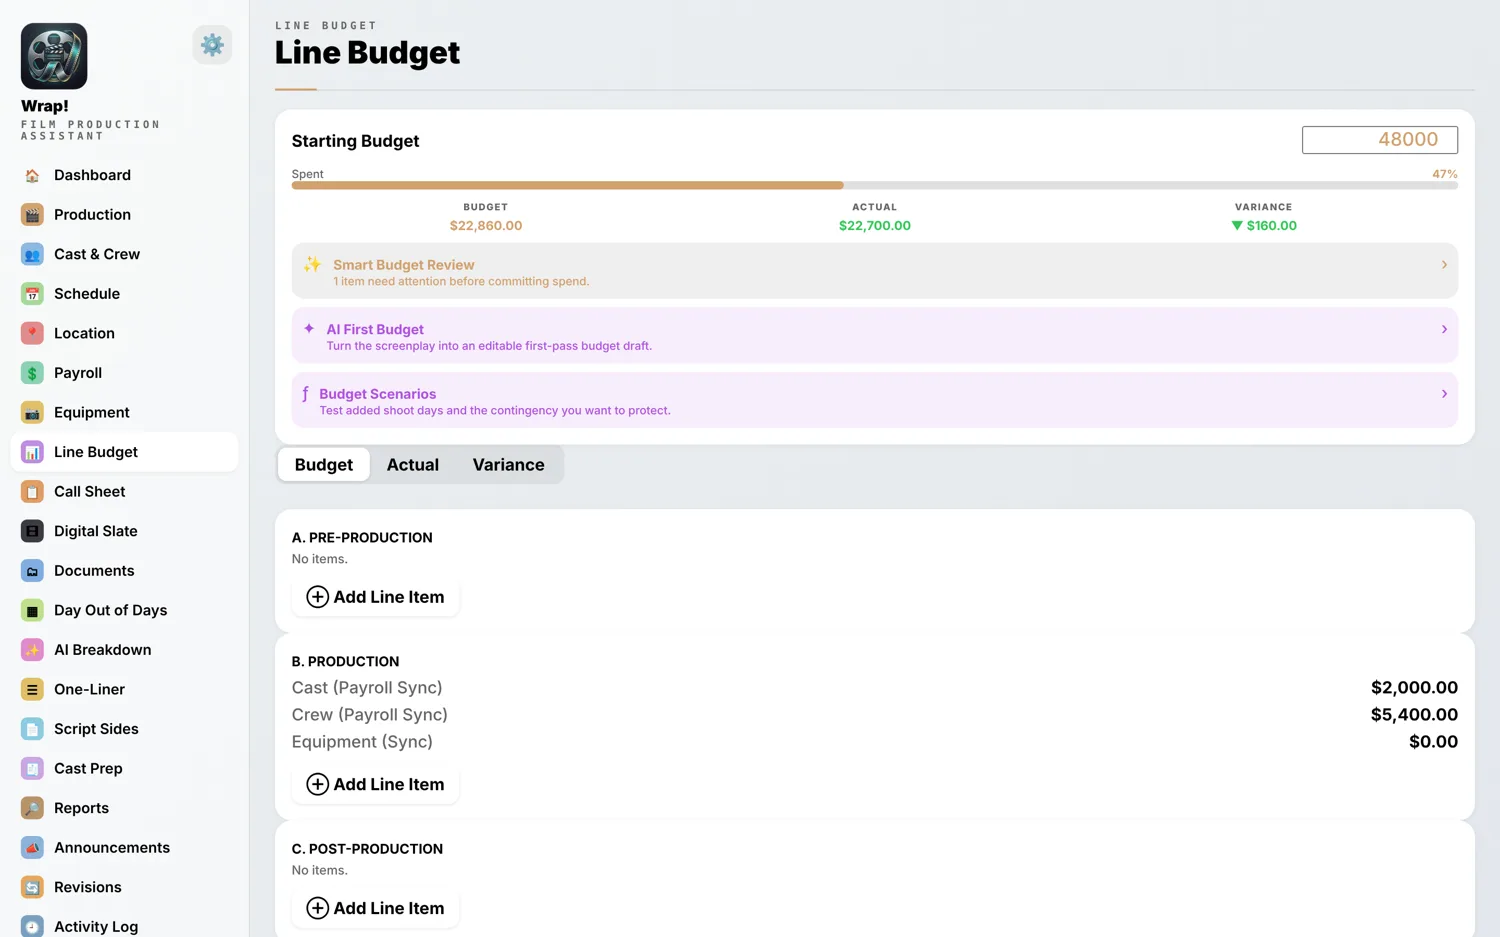 Wrap!
FILM PRODUCTION
ASSISTANT
Dashboard
Production
Cast & Crew
Schedule
Location
Payroll
Equipment
Line Budget
Call Sheet
Digital Slate
Documents
Day Out of Days
AI Breakdown
One-Liner
Script Sides
Cast Prep
Reports
Announcements
Revisions
Activity Log
LINE BUDGET
Line Budget
Starting Budget
48000
Spent
47%
BUDGET
$22,860.00
ACTUAL
$22,700.00
VARIANCE
▼ $160.00
Smart Budget Review
1 item need attention before committing spend.
AI First Budget
Turn the screenplay into an editable first-pass budget draft.
Budget Scenarios
Test added shoot days and the contingency you want to protect.
Budget
Actual
Variance
A. PRE-PRODUCTION
No items.
Add Line Item
B. PRODUCTION
Cast (Payroll Sync) $2,000.00
Crew (Payroll Sync) $5,400.00
Equipment (Sync) $0.00
Add Line Item
C. POST-PRODUCTION
No items.
Add Line Item